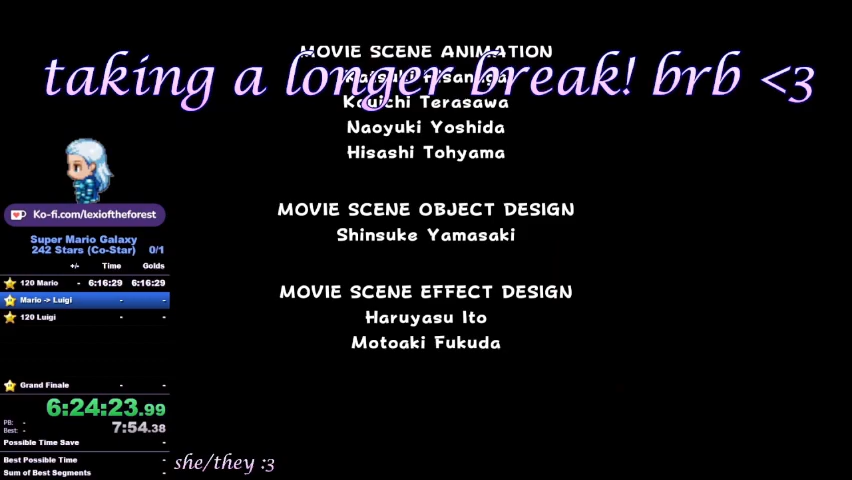 MOVIE SCENE ANIMATION
taking a longer break! brb <3
Terasawa
Naoyuki Yoshida
Hisashi Tohyama
MOVIE SCENE OBJECT DESIGN
Shinsuke Yamasaki
MOVIE SCENE EFFECT DESIGN
Haruyasu Ito
Motoaki Fukuda
Ko-fi.com/lexioftheforest
Super Mario Galaxy
242 Stars (Co-Star) 0/1
+/- Time Golds
120 Mario - 6:16:29 6:16:29
Mario -> Luigi - -
120 Luigi - -
Grand Finale - -
6:24:23.99
PB: -
Best: - 7:54.38
Possible Time Save -
Best Possible Time -
Sum of Best Segments -
she/they :3